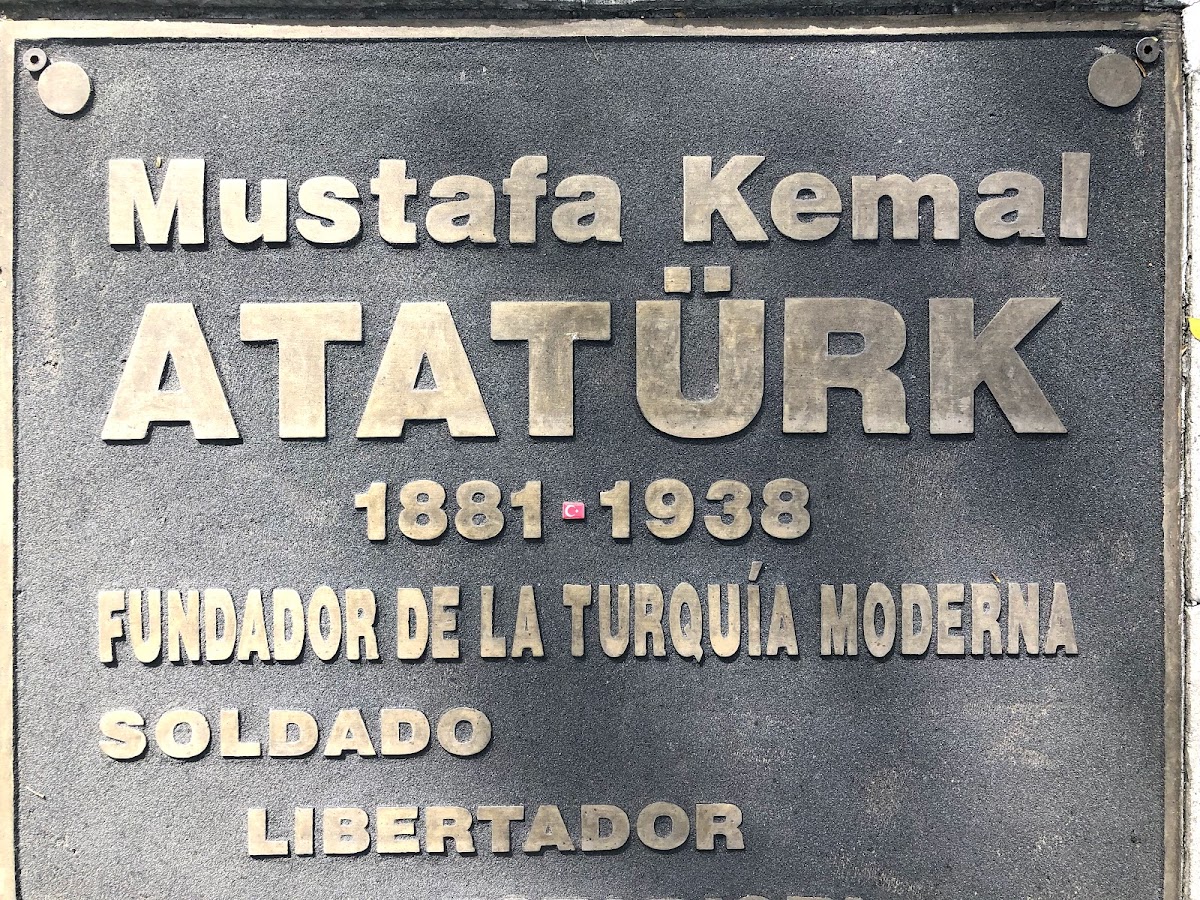 Mustafa Kemal
ATATÜRK
1881-1938
FUNDADOR DE LA TURQUÍA MODERNA
SOLDADO
LIBERTADOR